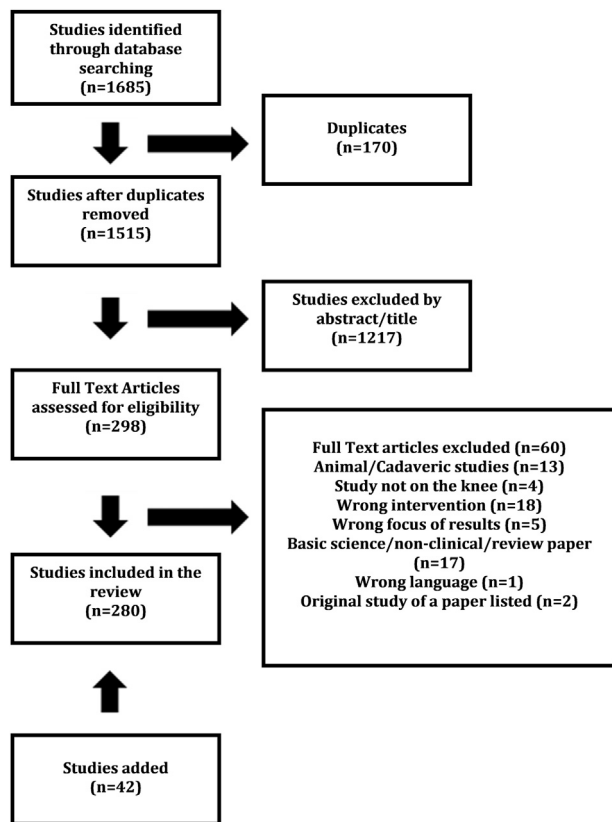 Studies identified
through database
searching
(n=1685)
Duplicates
(n=170)
Studies after duplicates
removed
(n=1515)
Studies excluded by
abstract/title
(n=1217)
Full Text Articles
assessed for eligibility
(n=298)
Full Text articles excluded (n=60)
Animal/Cadaveric studies (n=13)
Study not on the knee (n=4)
Wrong intervention (n=18)
Wrong focus of results (n=5)
Basic science/non-clinical/review paper
(n=17)
Wrong language (n=1)
Original study of a paper listed (n=2)
Studies included in the
review
(n=280)
Studies added
(n=42)